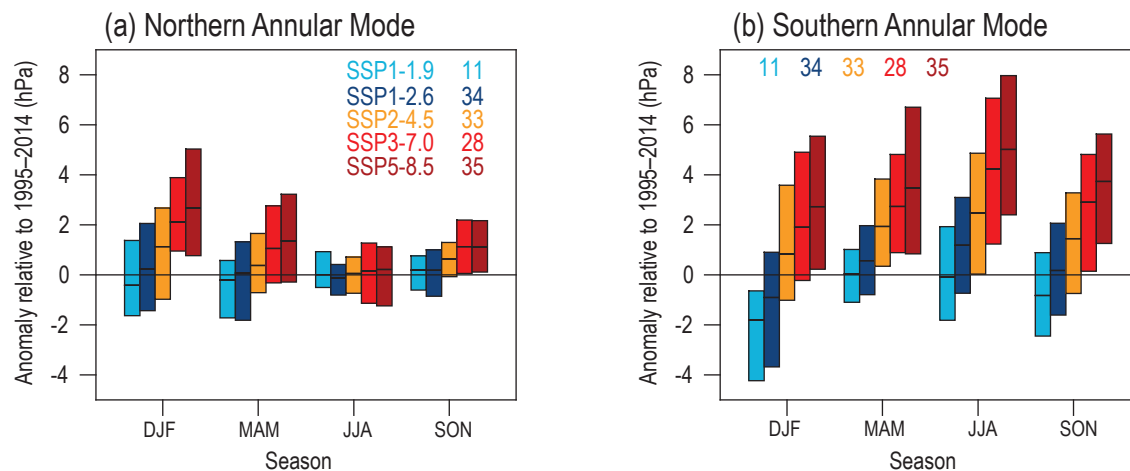 (a) Northern Annular Mode
Anomaly relative to 1995–2014 (hPa)
8
6
4
2
0
-2
-4
SSP1-1.9 11
SSP1-2.6 34
SSP2-4.5 33
SSP3-7.0 28
SSP5-8.5 35
DJF MAM JJA SON
Season
(b) Southern Annular Mode
Anomaly relative to 1995–2014 (hPa)
8
6
4
2
0
-2
-4
11 34 33 28 35
DJF MAM JJA SON
Season